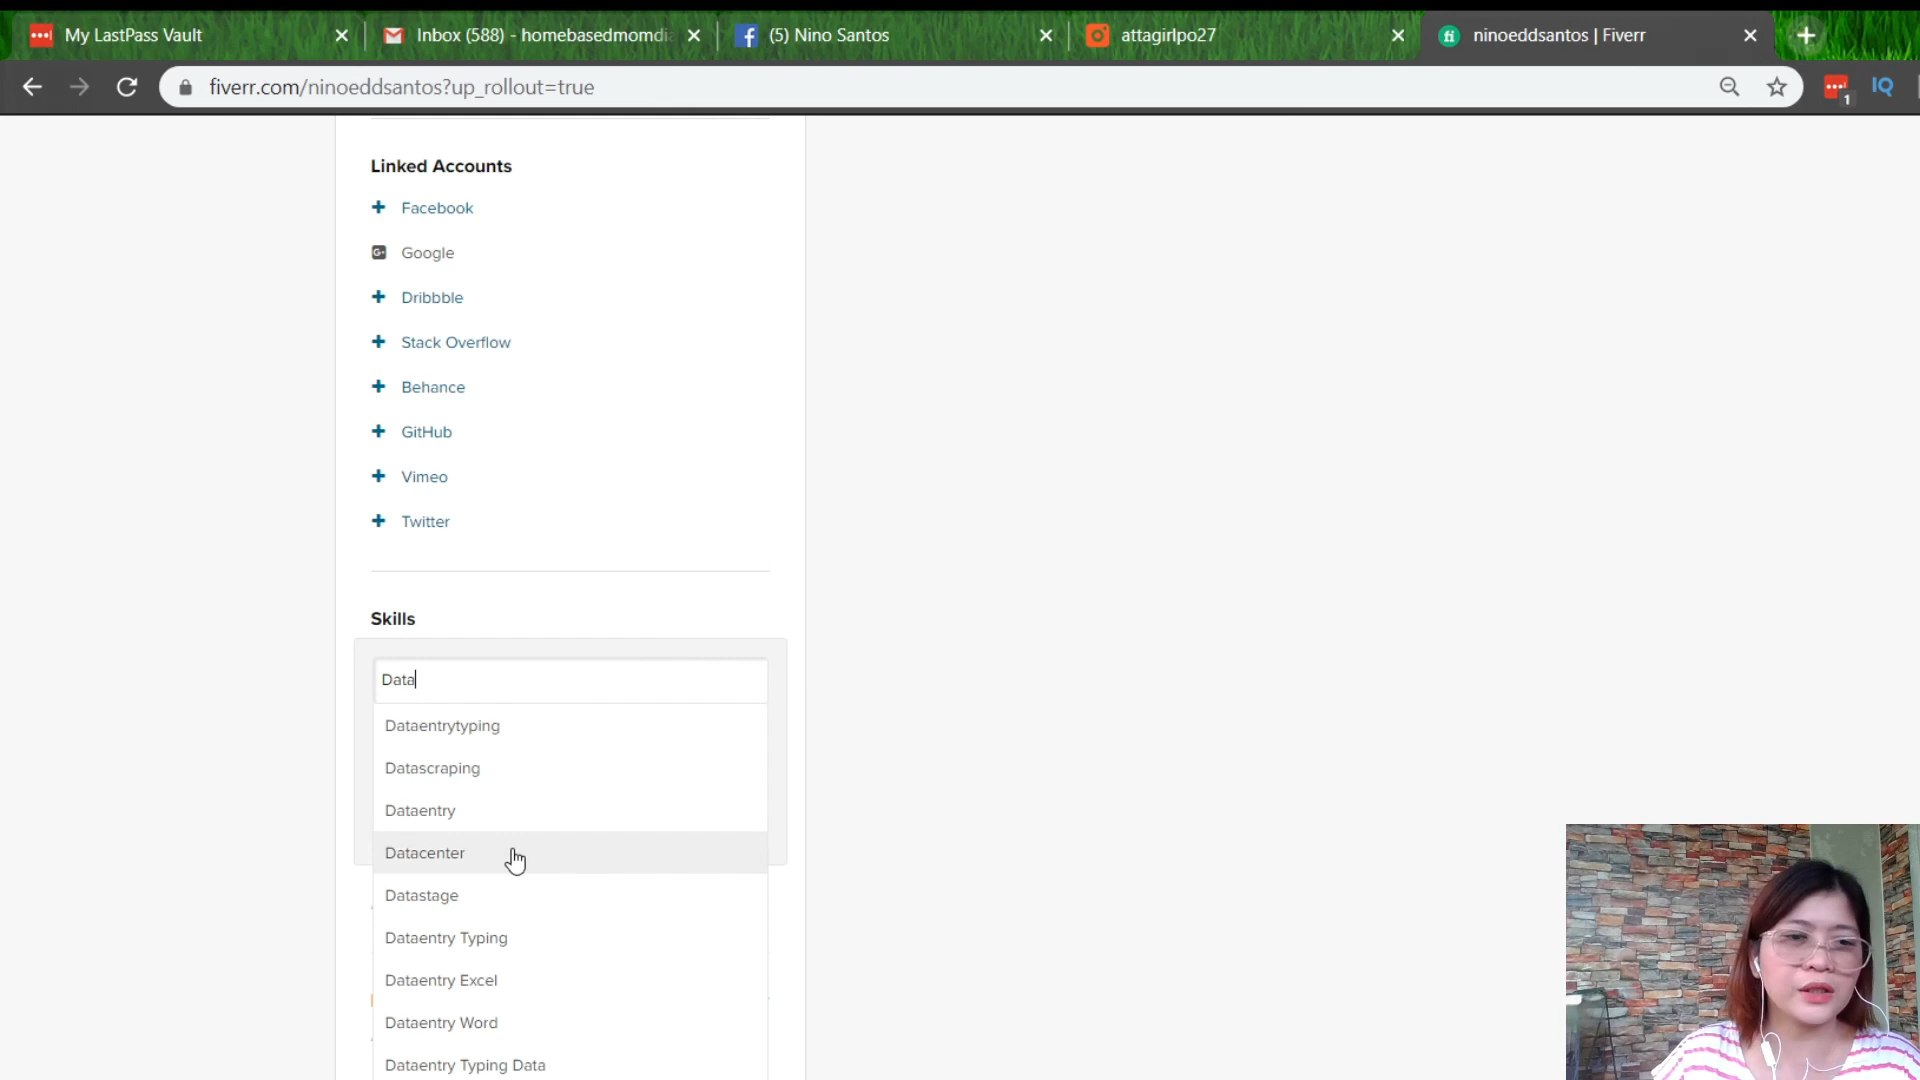 My LastPass Vault
Inbox (588) - homebasedmomdi
(5) Nino Santos
attagirlpo27
ninoeddsantos | Fiverr
fiverr.com/ninoeddsantos?up_rollout=true
1
IQ
Linked Accounts
Facebook
G+ Google
Dribbble
Stack Overflow
Behance
GitHub
Vimeo
Twitter
Skills
Data
Dataentrytyping
Datascraping
Dataentry
Datacenter
Datastage
Dataentry Typing
Dataentry Excel
Dataentry Word
Dataentry Typing Data